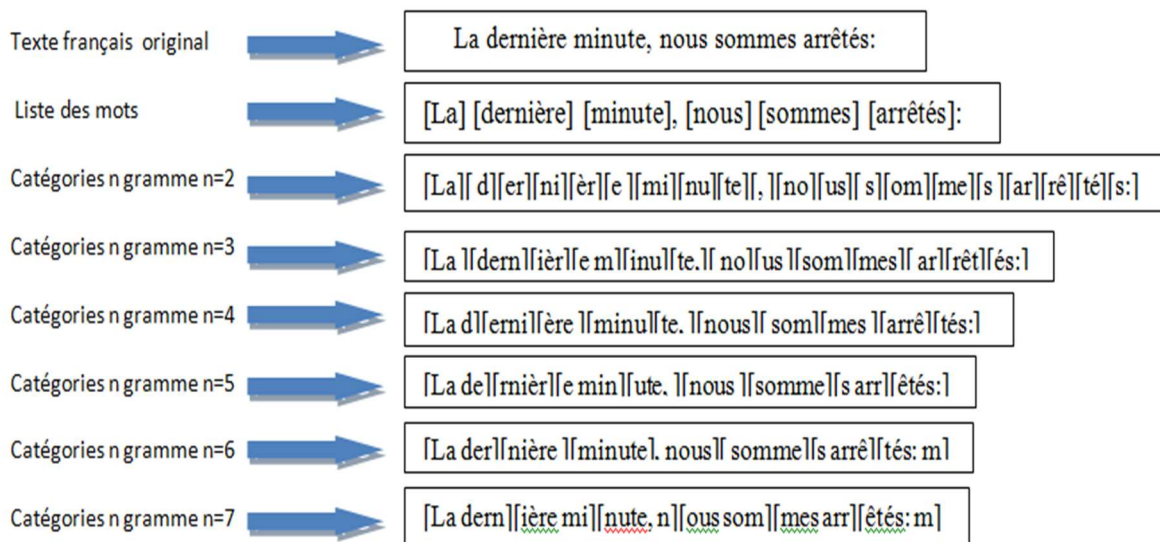 Texte français original
La dernière minute, nous sommes arrêtés:
Liste des mots
[La] [dernière] [minute], [nous] [sommes] [arrêtés]:
Catégories n gramme n=2
[La][ d][er][ni][èr][e ][mi][nu][te][, ][no][us][ s][om][me][s ][ar][rê][té][s:]
Catégories n gramme n=3
[La ][dern][ièr][e m][inu][te.][ no][us ][som][mes][ ar][rêt][és:]
Catégories n gramme n=4
[La d][erni][ère ][minu][te. ][nous][ som][mes ][arrê][tés:]
Catégories n gramme n=5
[La de][rnièr][e min][ute. ][nous ][somme][s arr][êtés:]
Catégories n gramme n=6
[La der][nière ][minute]. nous][ somme][s arrê][tés: m]
Catégories n gramme n=7
[La dern][ière mi][nute, n][ous som][mes arr][êtés: m]